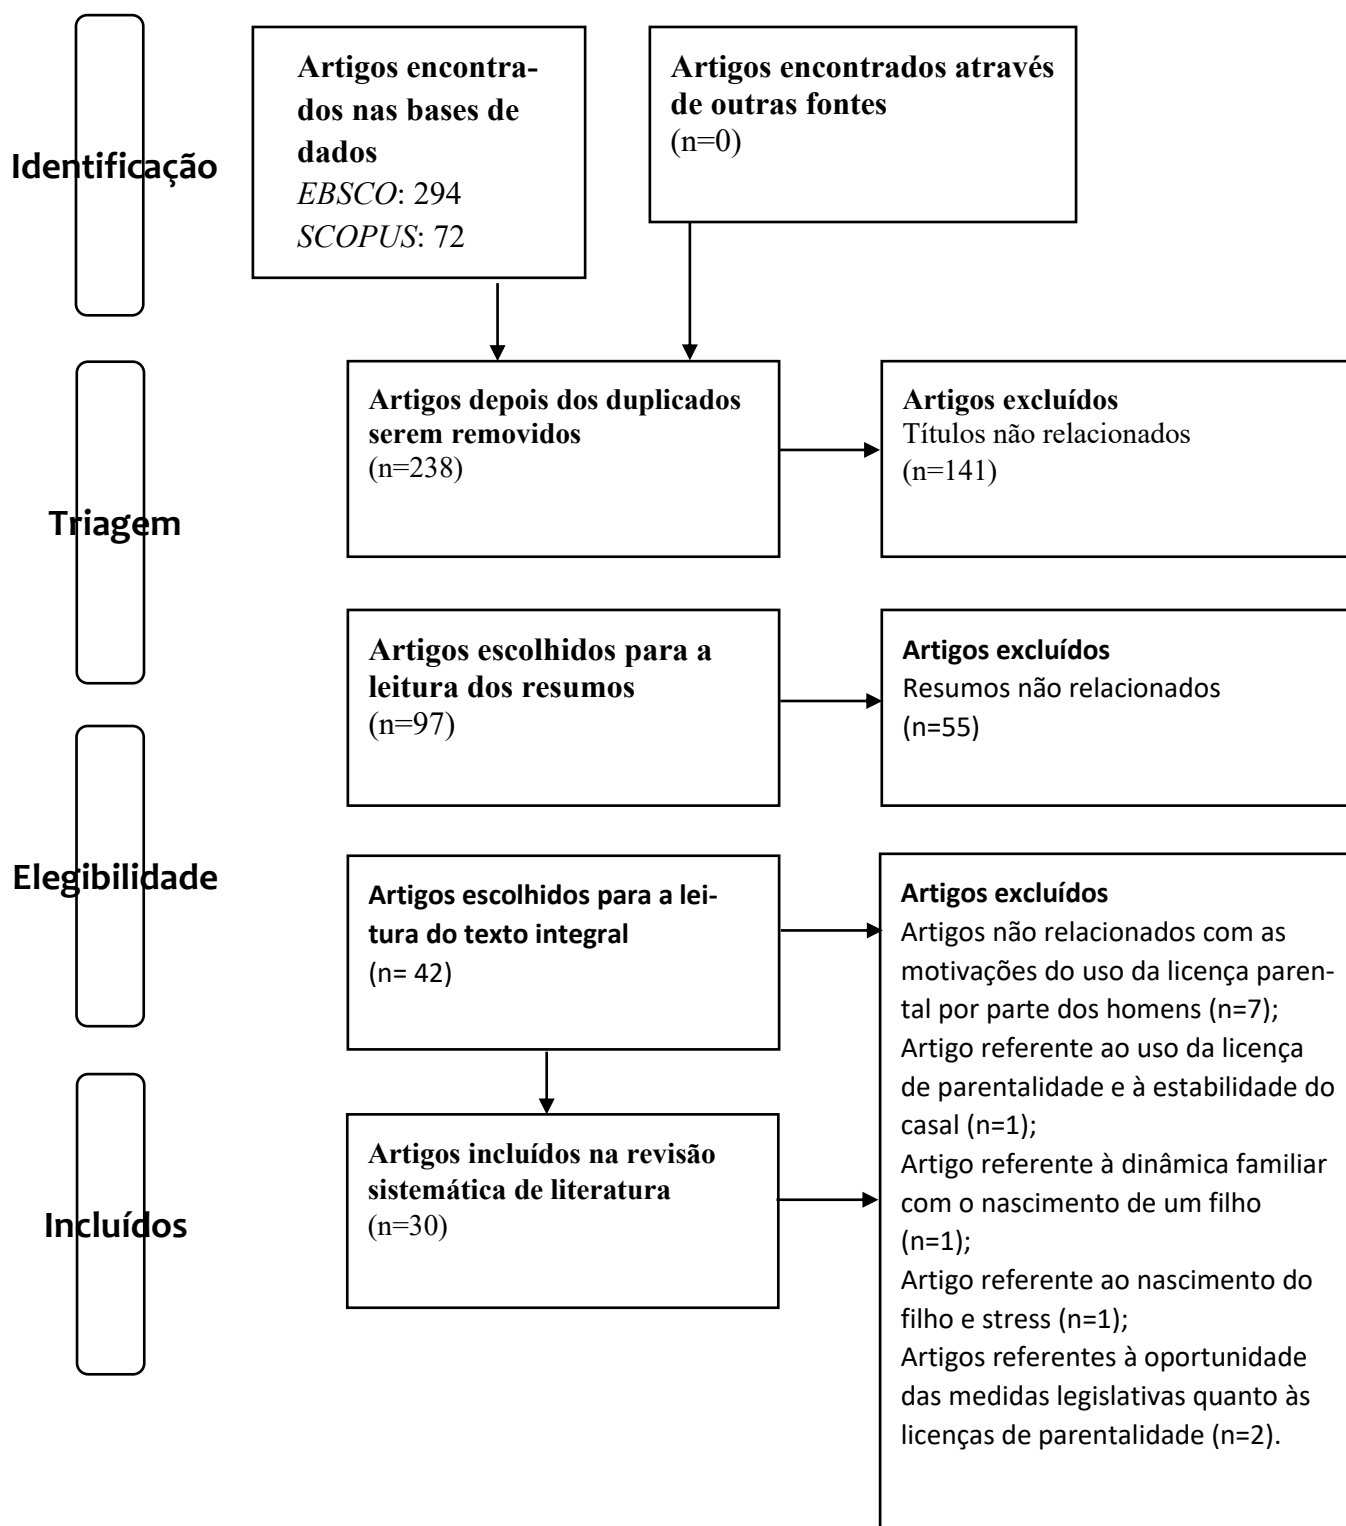 Identificação
Artigos encontra-
dos nas bases de
dados
EBSCO: 294
SCOPUS: 72
Artigos encontrados através
de outras fontes
(n=0)
Triagem
Artigos depois dos duplicados
serem removidos
(n=238)
Artigos excluídos
Títulos não relacionados
(n=141)
Artigos escolhidos para a
leitura dos resumos
(n=97)
Artigos excluídos
Resumos não relacionados
(n=55)
Elegibilidade
Artigos escolhidos para a lei-
tura do texto integral
(n= 42)
Artigos excluídos
Artigos não relacionados com as
motivações do uso da licença paren-
tal por parte dos homens (n=7);
Artigo referente ao uso da licença
de parentalidade e à estabilidade do
casal (n=1);
Artigo referente à dinâmica familiar
com o nascimento de um filho
(n=1);
Artigo referente ao nascimento do
filho e stress (n=1);
Artigos referentes à oportunidade
das medidas legislativas quanto às
licenças de parentalidade (n=2).
Incluídos
Artigos incluídos na revisão
sistemática de literatura
(n=30)